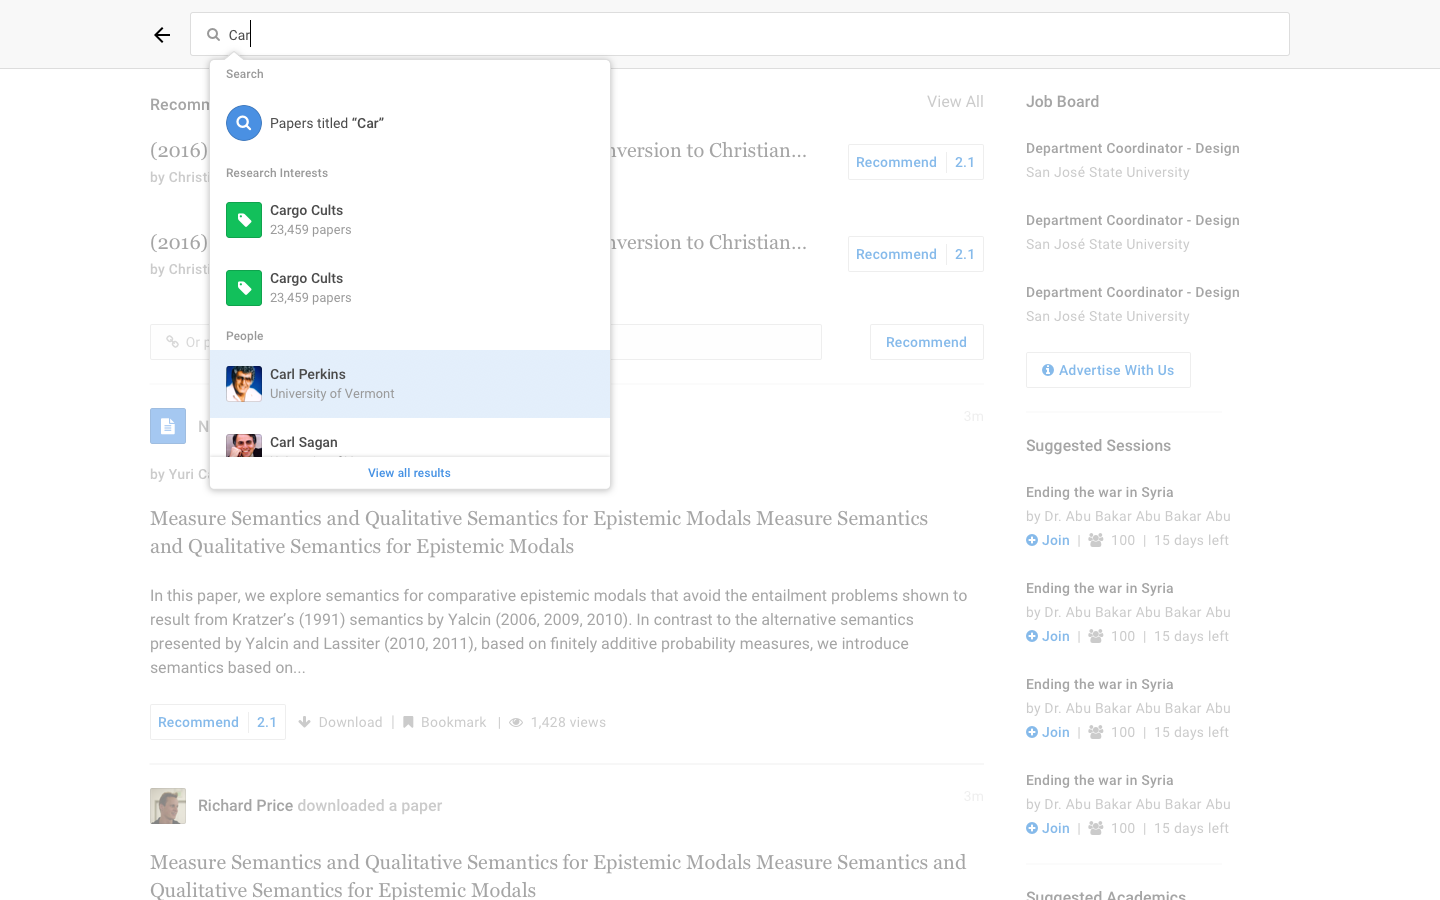 Car
Search
Papers titled “Car”
Research Interests
Cargo Cults
23,459 papers
Cargo Cults
23,459 papers
People
Carl Perkins
University of Vermont
Carl Sagan
View all results
View All
(2016)
nversion to Christian...
by Christi
Recommend 2.1
(2016)
nversion to Christian...
by Christi
Recommend 2.1
Or p
Recommend
3m
by Yuri Ca
Measure Semantics and Qualitative Semantics for Epistemic Modals Measure Semantics
and Qualitative Semantics for Epistemic Modals
In this paper, we explore semantics for comparative epistemic modals that avoid the entailment problems shown to
result from Kratzer’s (1991) semantics by Yalcin (2006, 2009, 2010). In contrast to the alternative semantics
presented by Yalcin and Lassiter (2010, 2011), based on finitely additive probability measures, we introduce
semantics based on...
Recommend 2.1 Download | Bookmark | 1,428 views
Richard Price downloaded a paper
3m
Measure Semantics and Qualitative Semantics for Epistemic Modals Measure Semantics and
Qualitative Semantics for Epistemic Modals
Job Board
Department Coordinator - Design
San José State University
Department Coordinator - Design
San José State University
Department Coordinator - Design
San José State University
Advertise With Us
Suggested Sessions
Ending the war in Syria
by Dr. Abu Bakar Abu Bakar Abu
Join | 100 | 15 days left
Ending the war in Syria
by Dr. Abu Bakar Abu Bakar Abu
Join | 100 | 15 days left
Ending the war in Syria
by Dr. Abu Bakar Abu Bakar Abu
Join | 100 | 15 days left
Ending the war in Syria
by Dr. Abu Bakar Abu Bakar Abu
Join | 100 | 15 days left
Suggested Academics